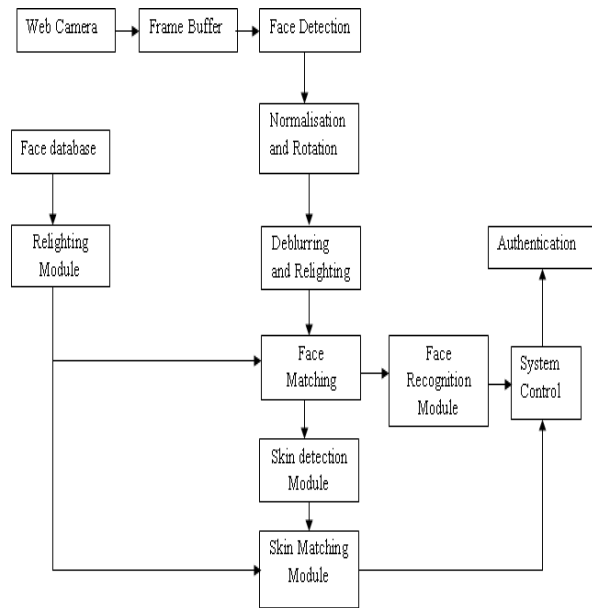 Web Camera
Frame Buffer
Face Detection
Normalisation
and Rotation
Face database
Relighting
Module
Deblurring
and Relighting
Authentication
Face
Matching
Face
Recognition
Module
System
Control
Skin detection
Module
Skin Matching
Module